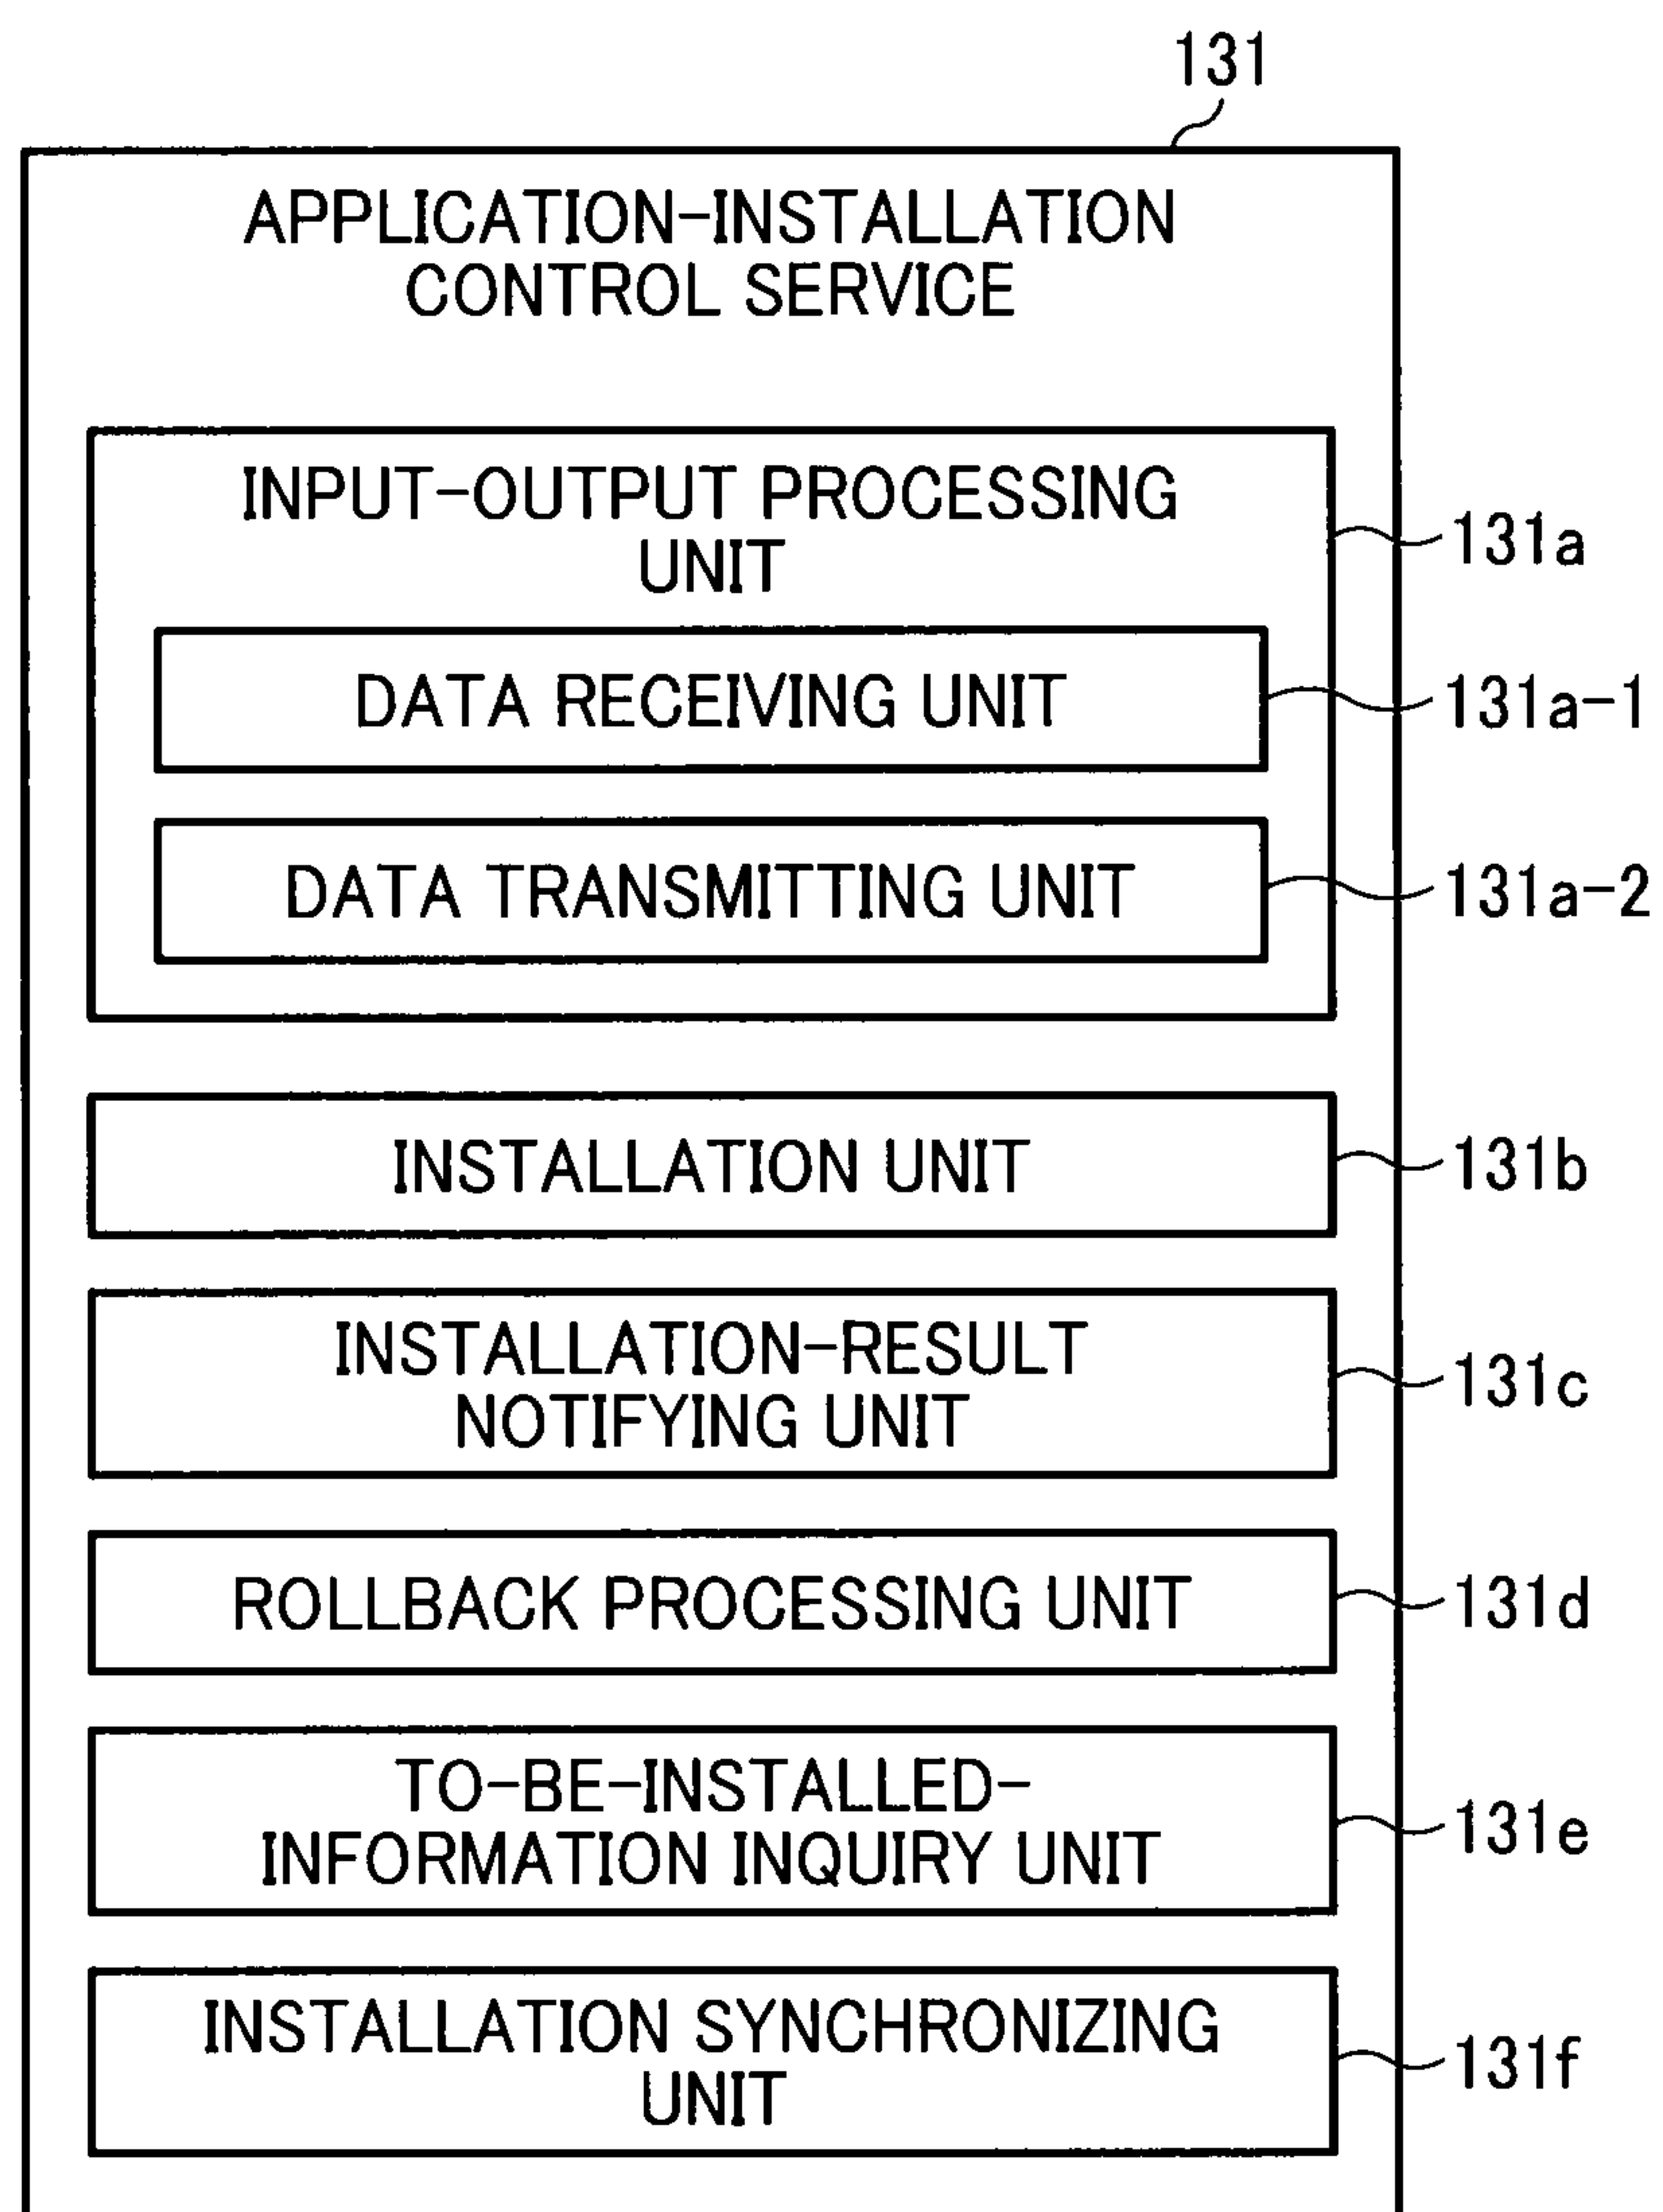 131
APPLICATION-INSTALLATION
CONTROL SERVICE
INPUT-OUTPUT PROCESSING
UNIT
131a
DATA RECEIVING UNIT
131a-1
DATA TRANSMITTING UNIT
131a-2
INSTALLATION UNIT
131b
INSTALLATION-RESULT
NOTIFYING UNIT
131c
ROLLBACK PROCESSING UNIT
131d
TO-BE-INSTALLED-
INFORMATION INQUIRY UNIT
131e
INSTALLATION SYNCHRONIZING
UNIT
131f